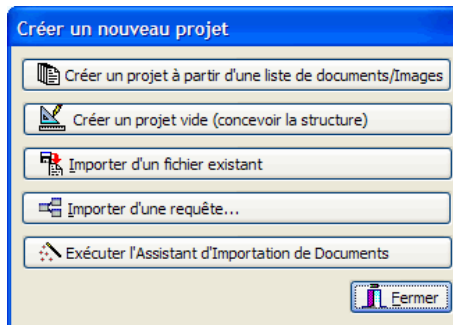 Créer un nouveau projet
Créer un projet à partir d'une liste de documents/Images
Créer un projet vide (concevoir la structure)
Importer d'un fichier existant
Importer d'une requête...
Exécuter l'Assistant d'Importation de Documents
Fermer